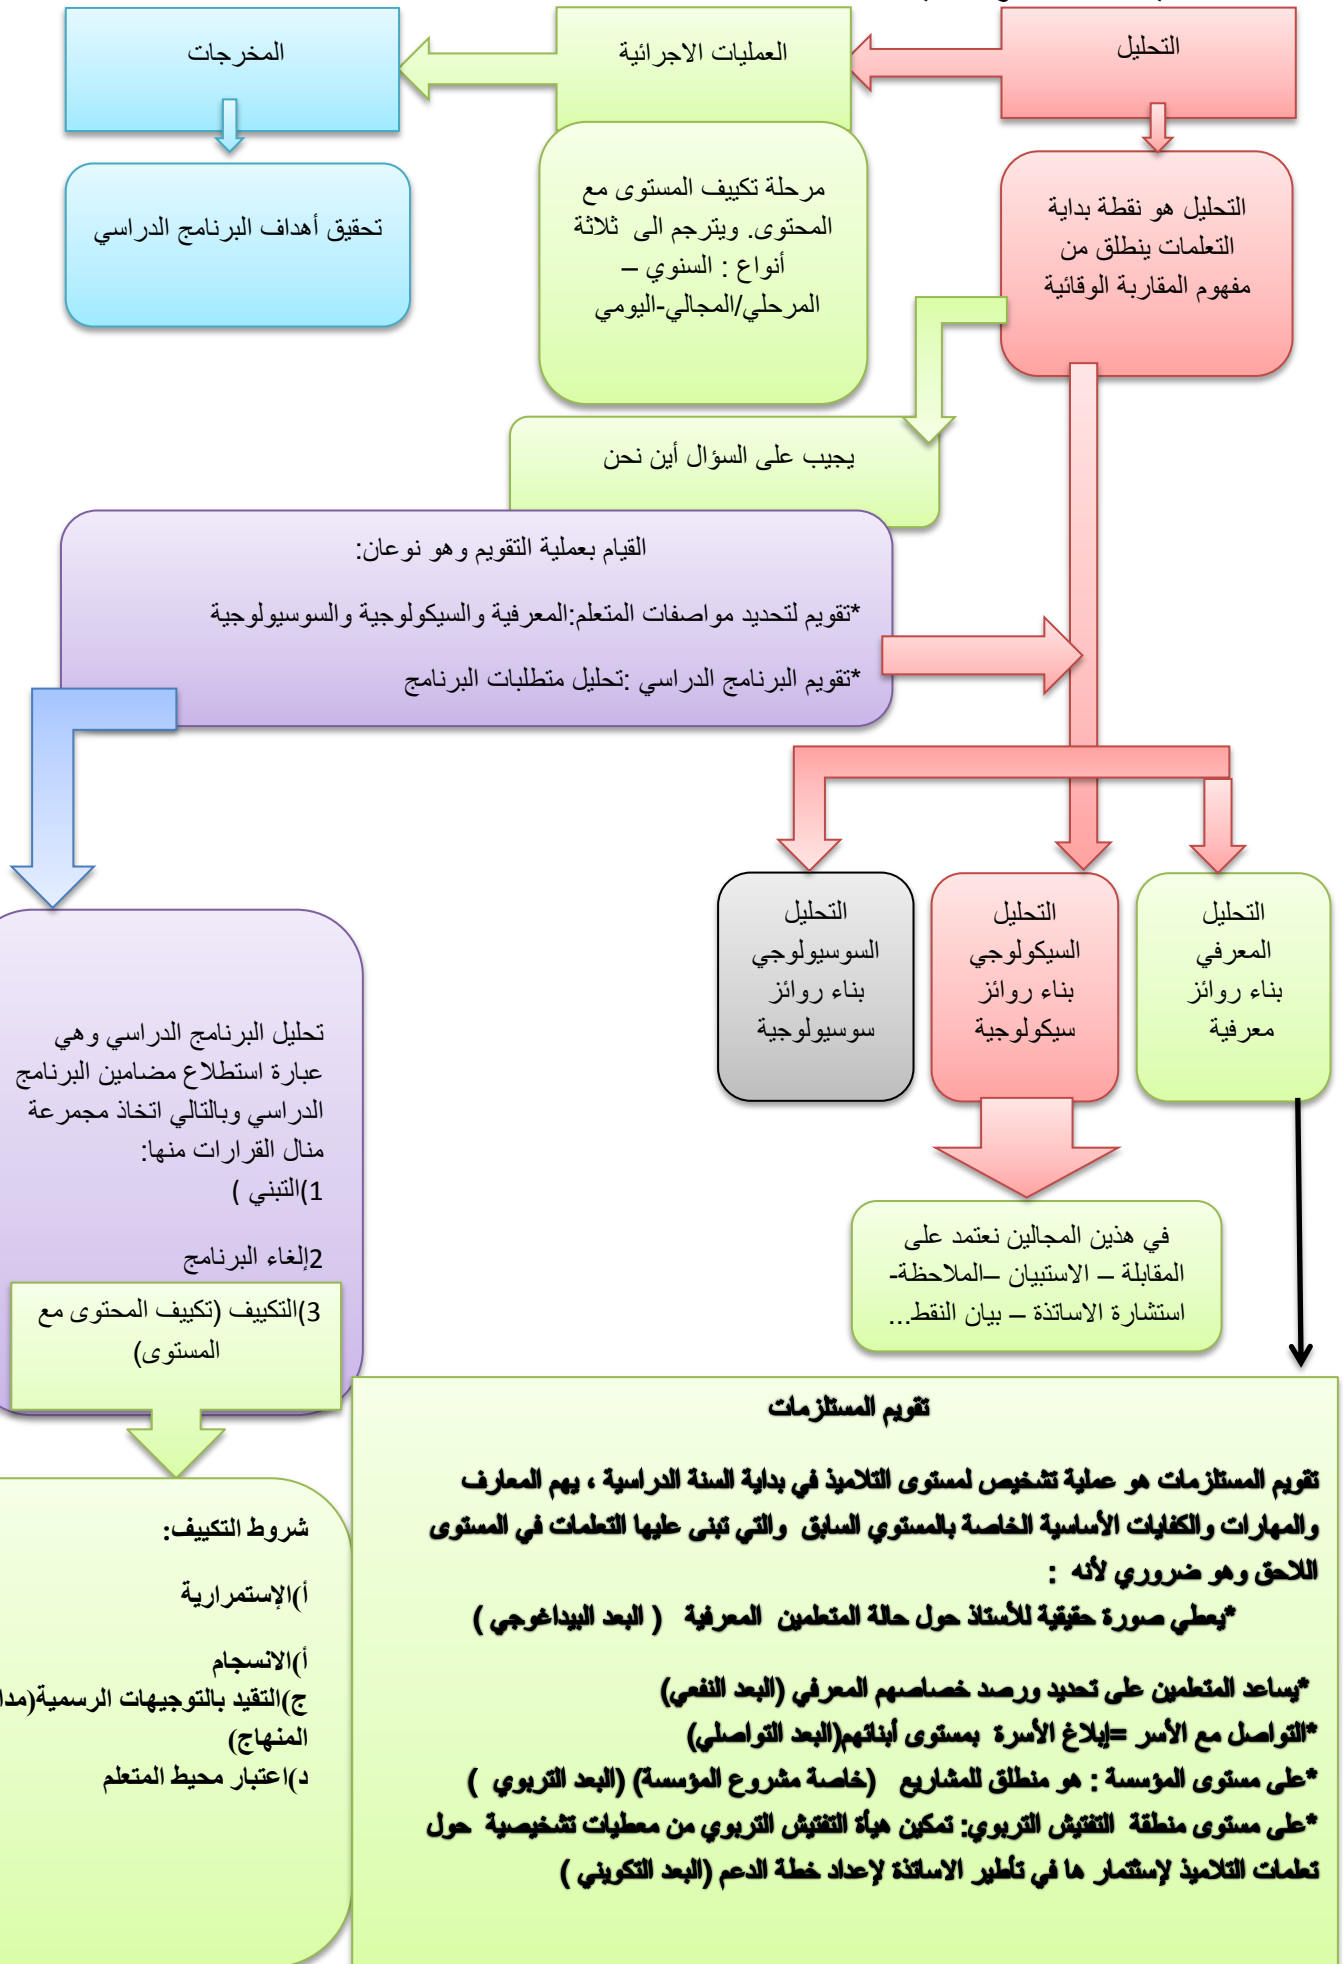 التحليل
العمليات الاجرائية
المخرجات
التحليل هو نقطة بداية
التعلمات ينطلق من
مفهوم المقاربة الوقائية
مرحلة تكييف المستوى مع
المحتوى. ويترجم الى ثلاثة
أنواع : السنوي –
المرحلي/المجالي-اليومي
تحقيق أهداف البرنامج الدراسي
يجيب على السؤال أين نحن
القيام بعملية التقويم وهو نوعان:
*تقويم لتحديد مواصفات المتعلم:المعرفية والسيكولوجية والسوسيولوجية
*تقويم البرنامج الدراسي :تحليل متطلبات البرنامج
التحليل
المعرفي
بناء روائز
معرفية
التحليل
السيكولوجي
بناء روائز
سيكولوجية
التحليل
السوسيولوجي
بناء روائز
سوسيولوجية
تحليل البرنامج الدراسي وهي
عبارة استطلاع مضامين البرنامج
الدراسي وبالتالي اتخاذ مجمرعة
منال القرارات منها:
1)التبني )
2إلغاء البرنامج
3)التكييف (تكييف المحتوى مع
المستوى)
في هذين المجالين نعتمد على
المقابلة – الاستبيان –الملاحظة-
استشارة الاساتذة – بيان النقط...
تقويم المستلزمات
تقويم المستلزمات هو عملية تشخيص لمستوى التلاميذ في بداية السنة الدراسية ، يهم المعارف
والمهارات والكفايات الأساسية الخاصة بالمستوي السابق والتي تبنى عليها التعلمات في المستوى
اللاحق وهو ضروري لأنه :
*يعطي صورة حقيقية للأستاذ حول حالة المتعلمين المعرفية ( البعد البيداغوجي )
*يساعد المتعلمين على تحديد ورصد خصاصهم المعرفي (البعد النفعي)
*التواصل مع الأسر =إبلاغ الأسرة بمستوى أبنائهم(البعد التواصلي)
*على مستوى المؤسسة : هو منطلق للمشاريع (خاصة مشروع المؤسسة) (البعد التربوي )
*على مستوى منطقة التفتيش التربوي: تمكين هيأة التفتيش التربوي من معطيات تشخيصية حول
تعلمات التلاميذ لإستثمار ها في تأطير الاساتذة لإعداد خطة الدعم (البعد التكويني )
شروط التكييف:
أ)الإستمرارية
أ)الانسجام
ج)التقيد بالتوجيهات الرسمية(مدا
المنهاج)
د)اعتبار محيط المتعلم